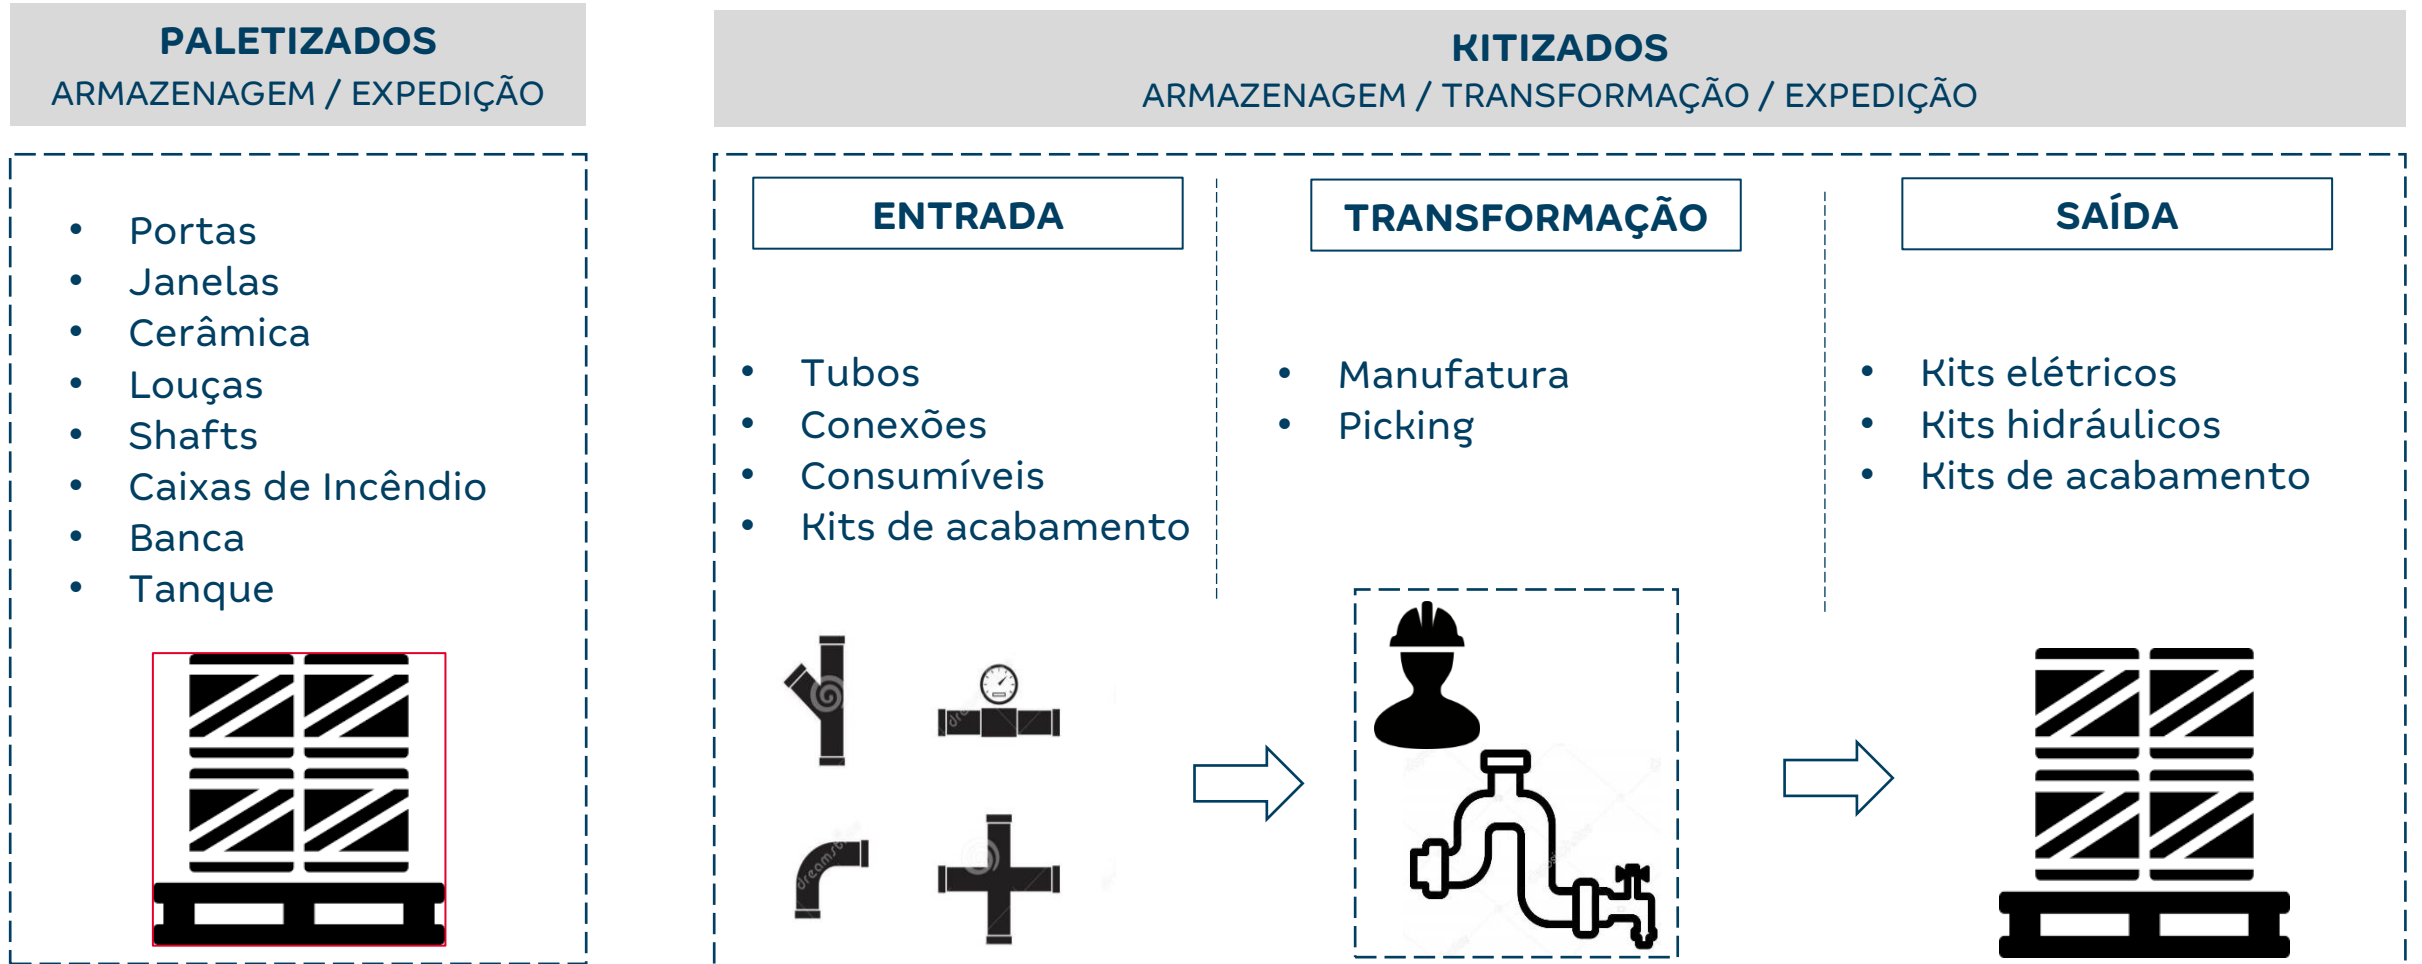 PALETIZADOS
ARMAZENAGEM / EXPEDIÇÃO
• Portas
• Janelas
• Cerâmica
• Louças
• Shafts
• Caixas de Incêndio
• Banca
• Tanque
KITIZADOS
ARMAZENAGEM / TRANSFORMAÇÃO / EXPEDIÇÃO
ENTRADA
• Tubos
• Conexões
• Consumíveis
• Kits de acabamento
TRANSFORMAÇÃO
• Manufatura
• Picking
SAÍDA
• Kits elétricos
• Kits hidráulicos
• Kits de acabamento